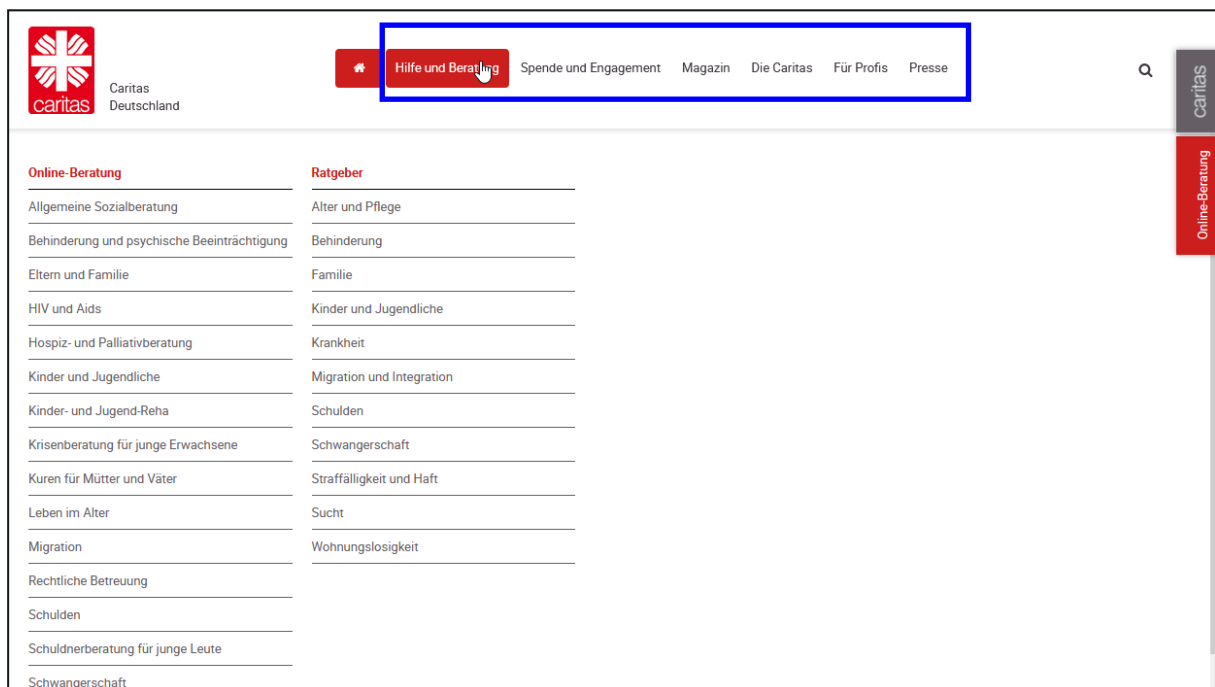 caritas
Caritas
Deutschland
Hilfe und Beratung
Spende und Engagement
Magazin
Die Caritas
Für Profis
Presse
caritas
Online-Beratung
Online-Beratung
Allgemeine Sozialberatung
Behinderung und psychische Beeinträchtigung
Eltern und Familie
HIV und Aids
Hospiz- und Palliativberatung
Kinder und Jugendliche
Kinder- und Jugend-Reha
Krisenberatung für junge Erwachsene
Kuren für Mütter und Väter
Leben im Alter
Migration
Rechtliche Betreuung
Schulden
Schuldnerberatung für junge Leute
Schwangerschaft
Ratgeber
Alter und Pflege
Behinderung
Familie
Kinder und Jugendliche
Krankheit
Migration und Integration
Schulden
Schwangerschaft
Straffälligkeit und Haft
Sucht
Wohnungslosigkeit